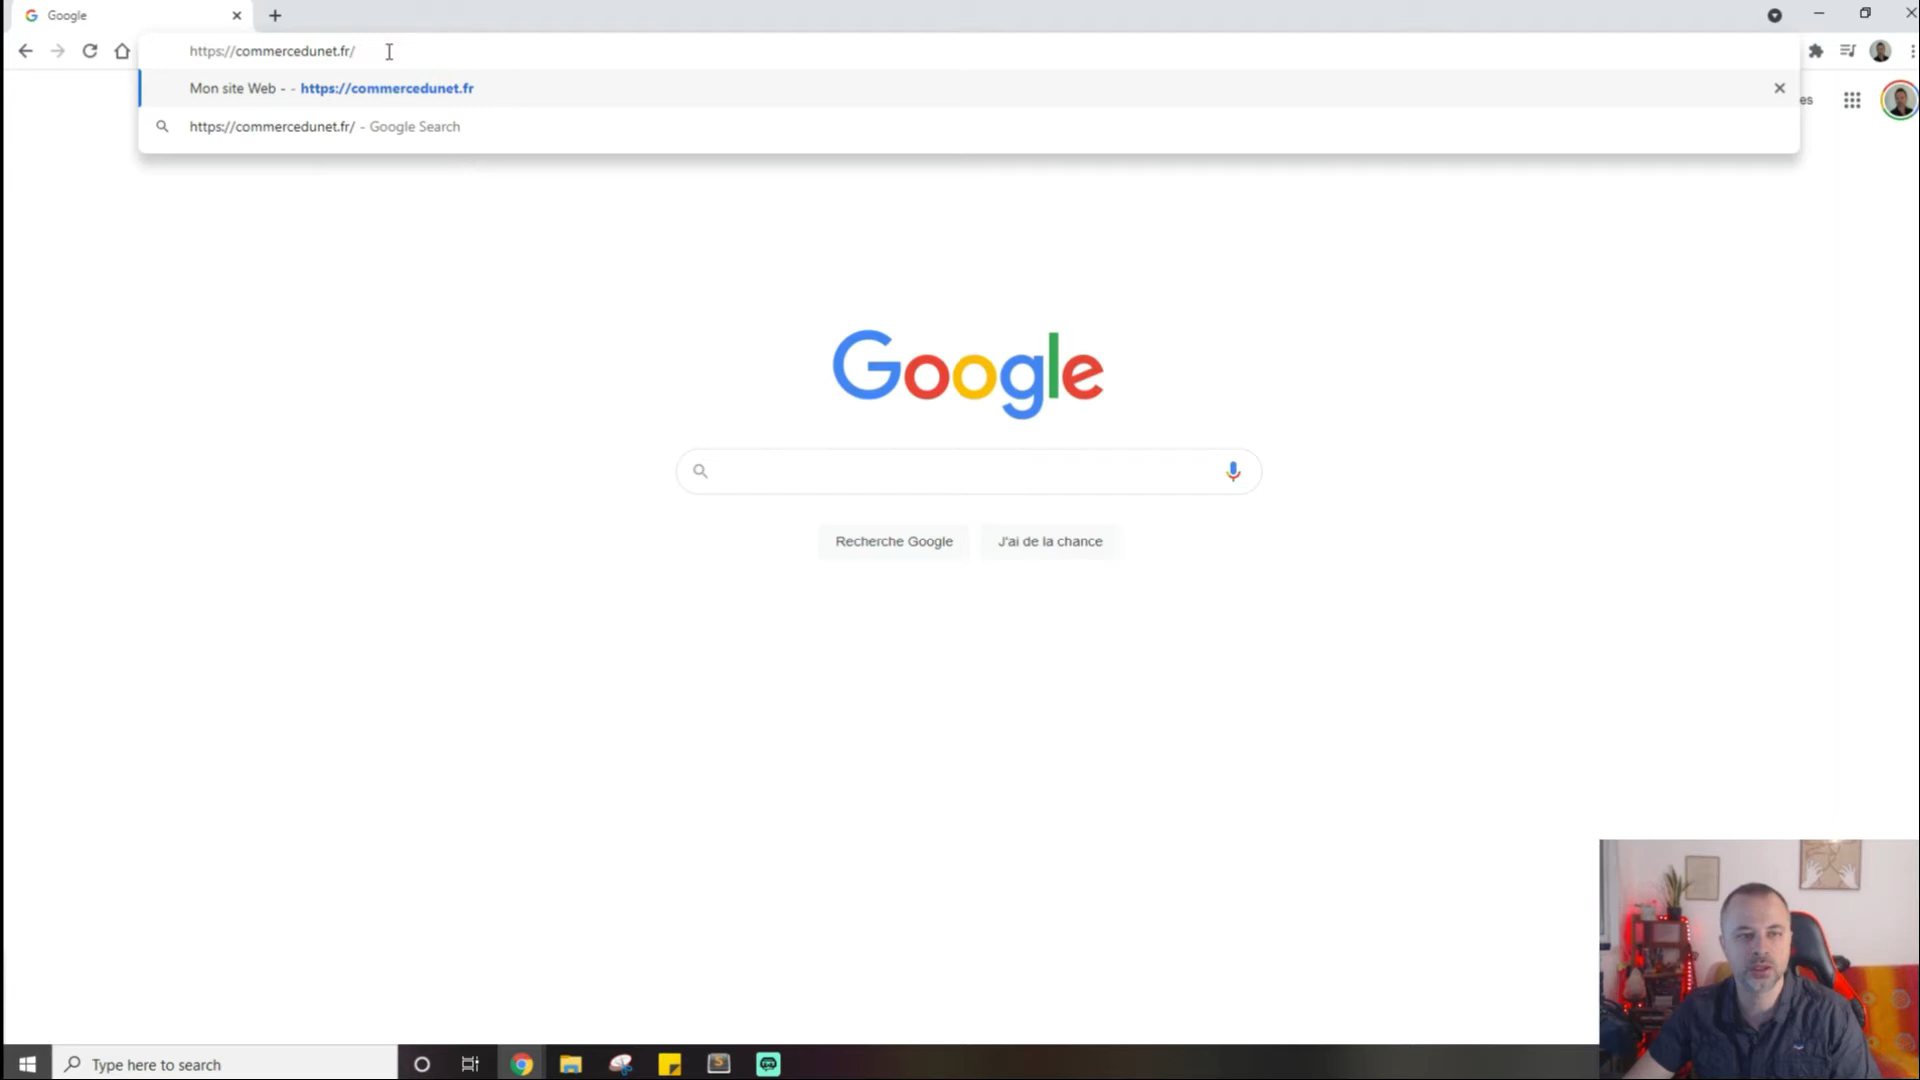 Google
https://commercedunet.fr/
Mon site Web - - https://commercedunet.fr
https://commercedunet.fr/ - Google Search
es
Google
Recherche Google
J'ai de la chance
Type here to search